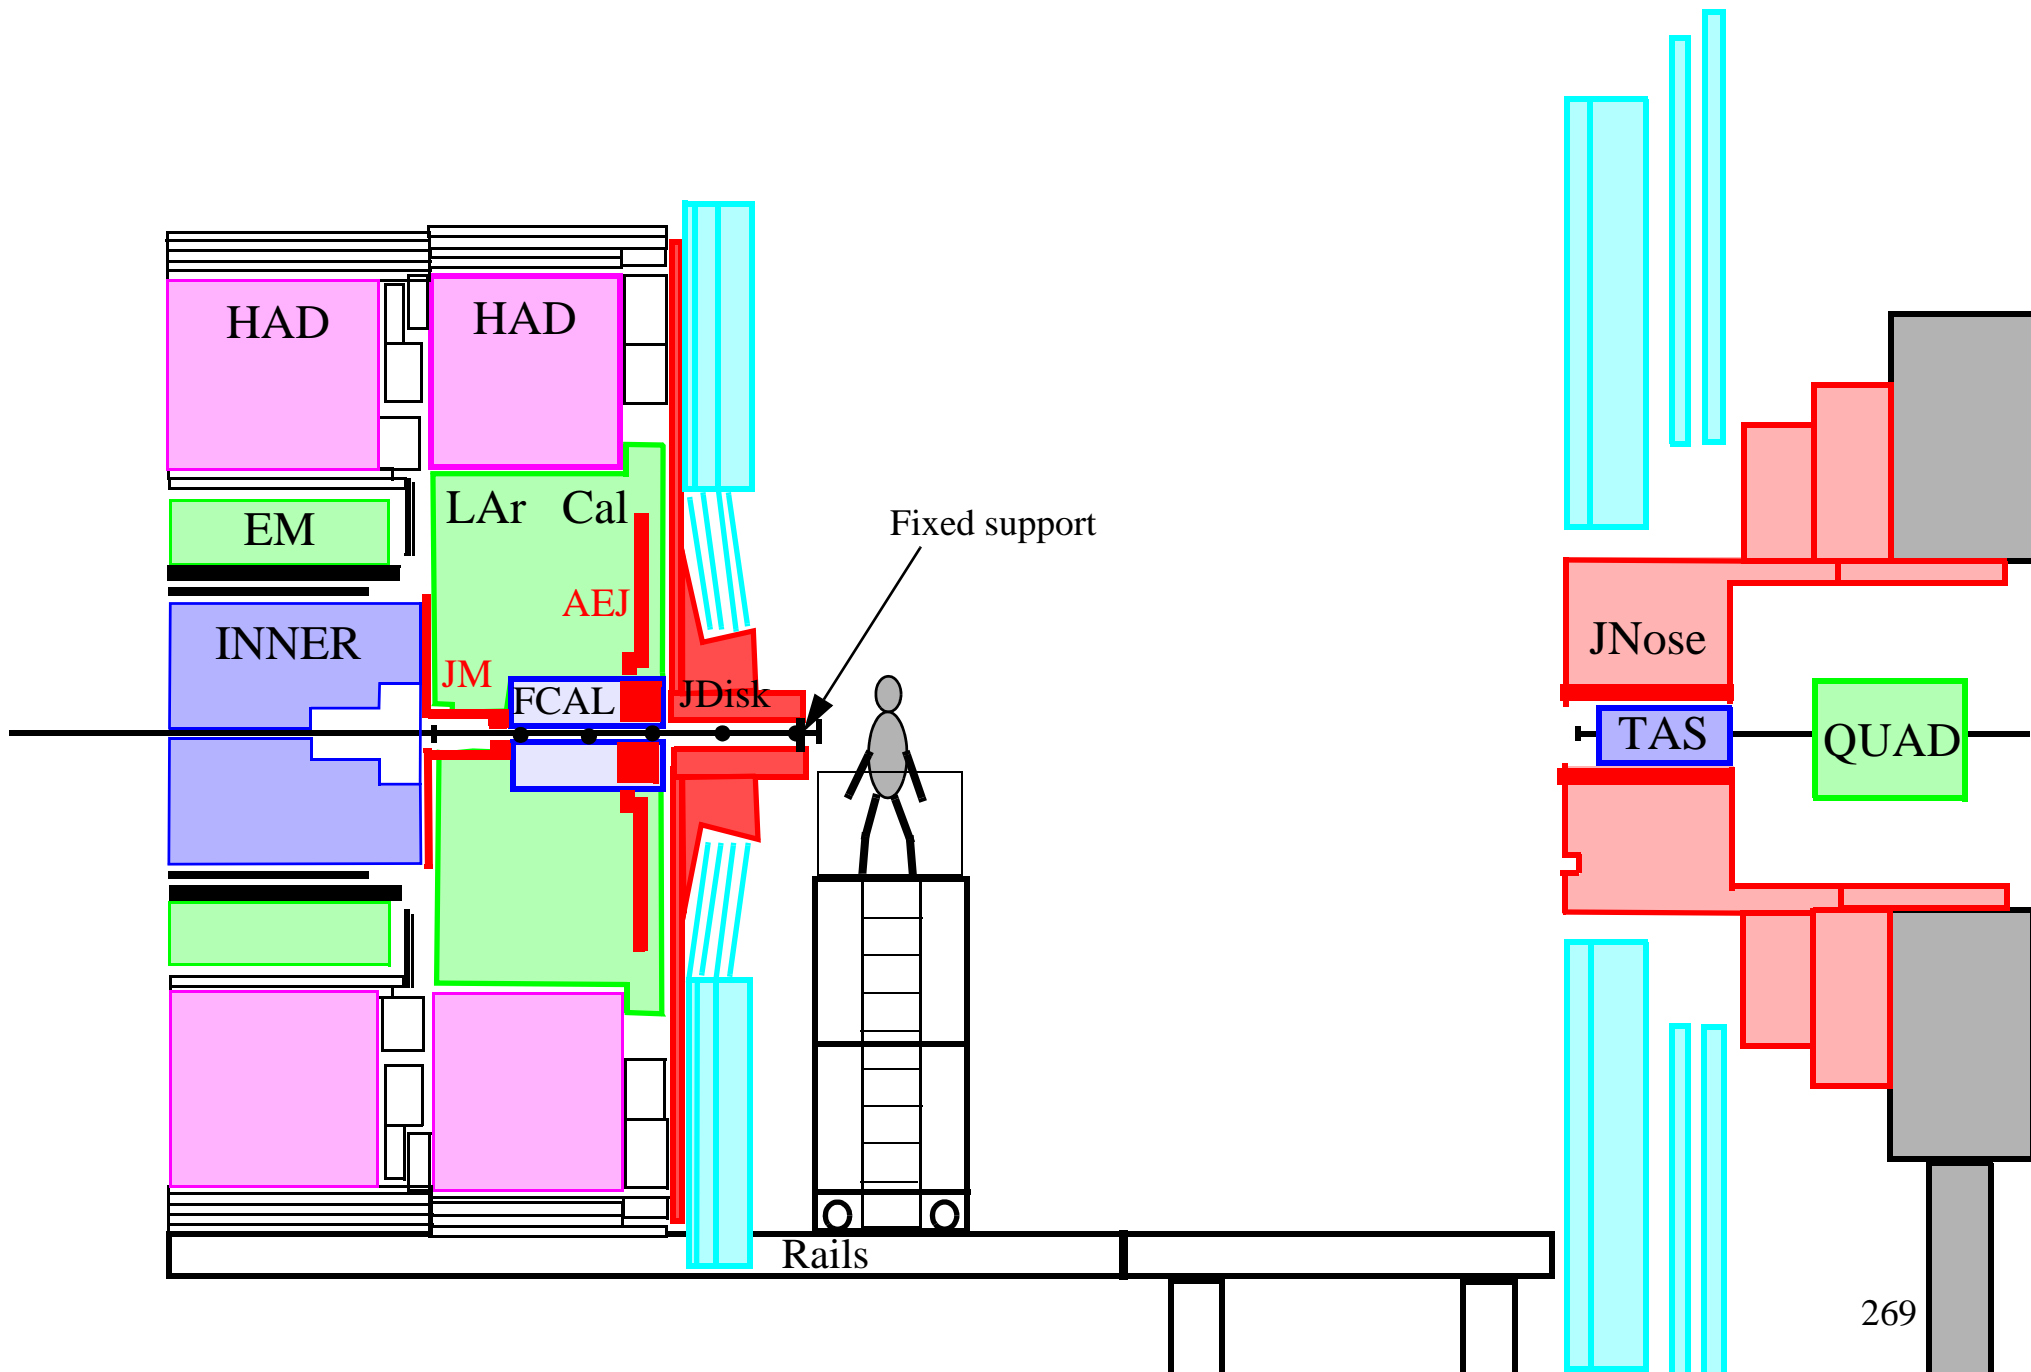 HAD
HAD
LAr Cal
EM
Fixed support
AEJ
INNER
JNose
JM
FCAL
JDisk
TAS
QUAD
Rails
269